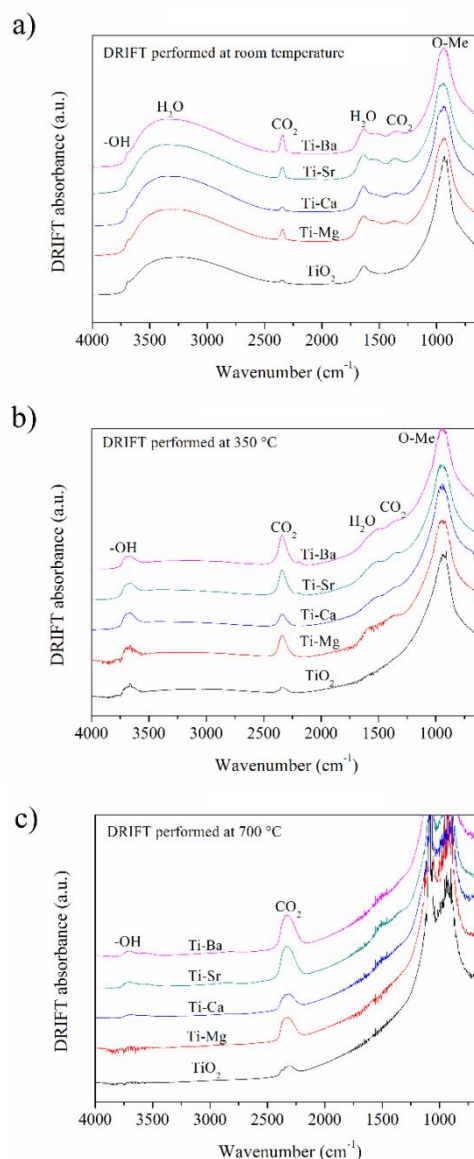 a)
DRIFT performed at room temperature
O-Me
-OH
H₂O
CO₂
H₂O
CO₂
Ti-Ba
Ti-Sr
Ti-Ca
Ti-Mg
TiO₂
DRIFT absorbance (a.u.)
4000 3500 3000 2500 2000 1500 1000
Wavenumber (cm⁻¹)
b)
DRIFT performed at 350 °C
O-Me
-OH
CO₂
H₂O
CO₂
Ti-Ba
Ti-Sr
Ti-Ca
Ti-Mg
TiO₂
DRIFT absorbance (a.u.)
4000 3500 3000 2500 2000 1500 1000
Wavenumber (cm⁻¹)
c)
DRIFT performed at 700 °C
CO₂
-OH
Ti-Ba
Ti-Sr
Ti-Ca
Ti-Mg
TiO₂
DRIFT absorbance (a.u.)
4000 3500 3000 2500 2000 1500 1000
Wavenumber (cm⁻¹)